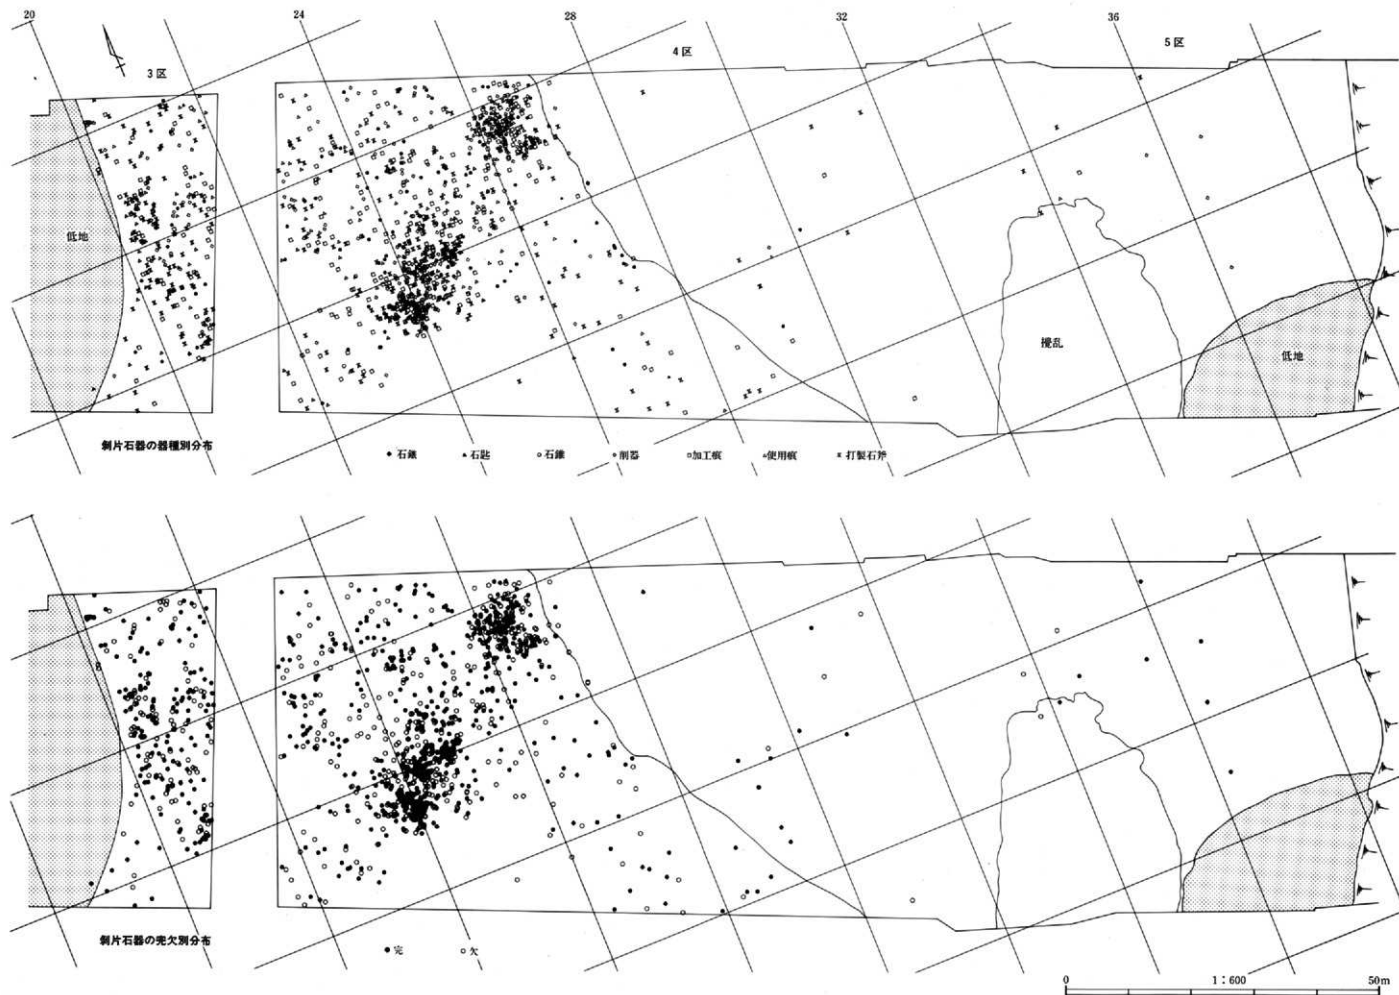 20 24 28 32 36
3区 4区 5区
低地
擾乱
低地
剝片石器の器種別分布
石鏃 石匙 石錐 削器 加工痕 使用痕 打製石斧
剝片石器の完欠別分布
完 欠
0 1:600 50m